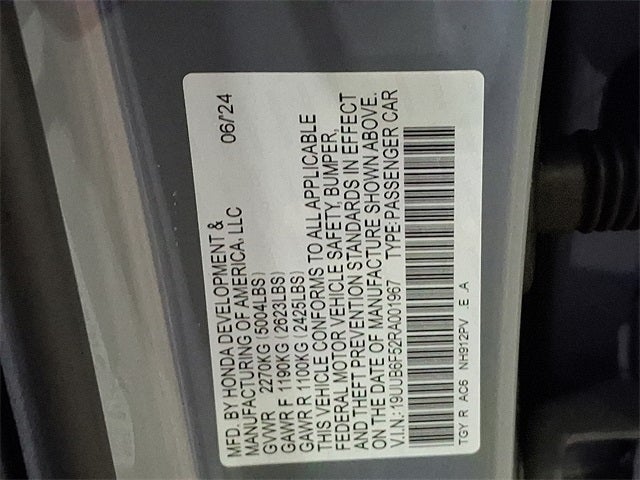 MFD. BY HONDA DEVELOPMENT &
MANUFACTURING OF AMERICA, LLC 06/'24
GVWR 2270KG (5004LBS)
GAWR F 1190KG (2623LBS)
GAWR R 1100KG (2425LBS)
THIS VEHICLE CONFORMS TO ALL APPLICABLE
FEDERAL MOTOR VEHICLE SAFETY, BUMPER,
AND THEFT PREVENTION STANDARDS IN EFFECT
ON THE DATE OF MANUFACTURE SHOWN ABOVE.
V.I.N.:19UUB6F52RA001967 TYPE:PASSENGER CAR
TGY R AC6 NH912PV E A